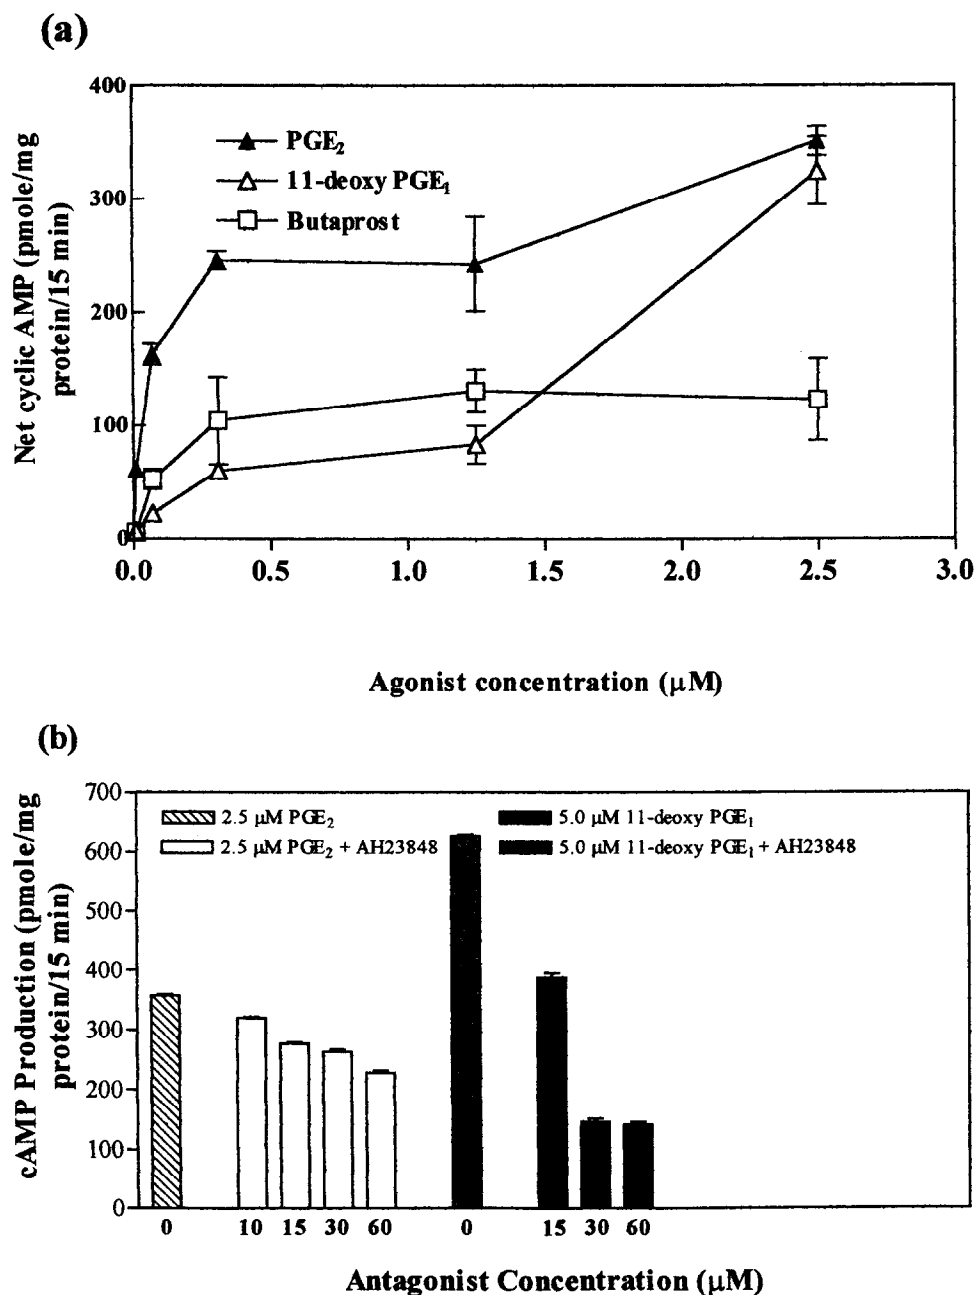 (a)
Net cyclic AMP (pmole/mg
protein/15 min)
400
300
200
100
0
PGE₂
11-deoxy PGE₁
Butaprost
0.0 0.5 1.0 1.5 2.0 2.5 3.0
Agonist concentration (µM)
(b)
cAMP Production (pmole/mg
protein/15 min)
700
600
500
400
300
200
100
0
2.5 µM PGE₂
2.5 µM PGE₂ + AH23848
5.0 µM 11-deoxy PGE₁
5.0 µM 11-deoxy PGE₁ + AH23848
0 10 15 30 60 0 15 30 60
Antagonist Concentration (µM)